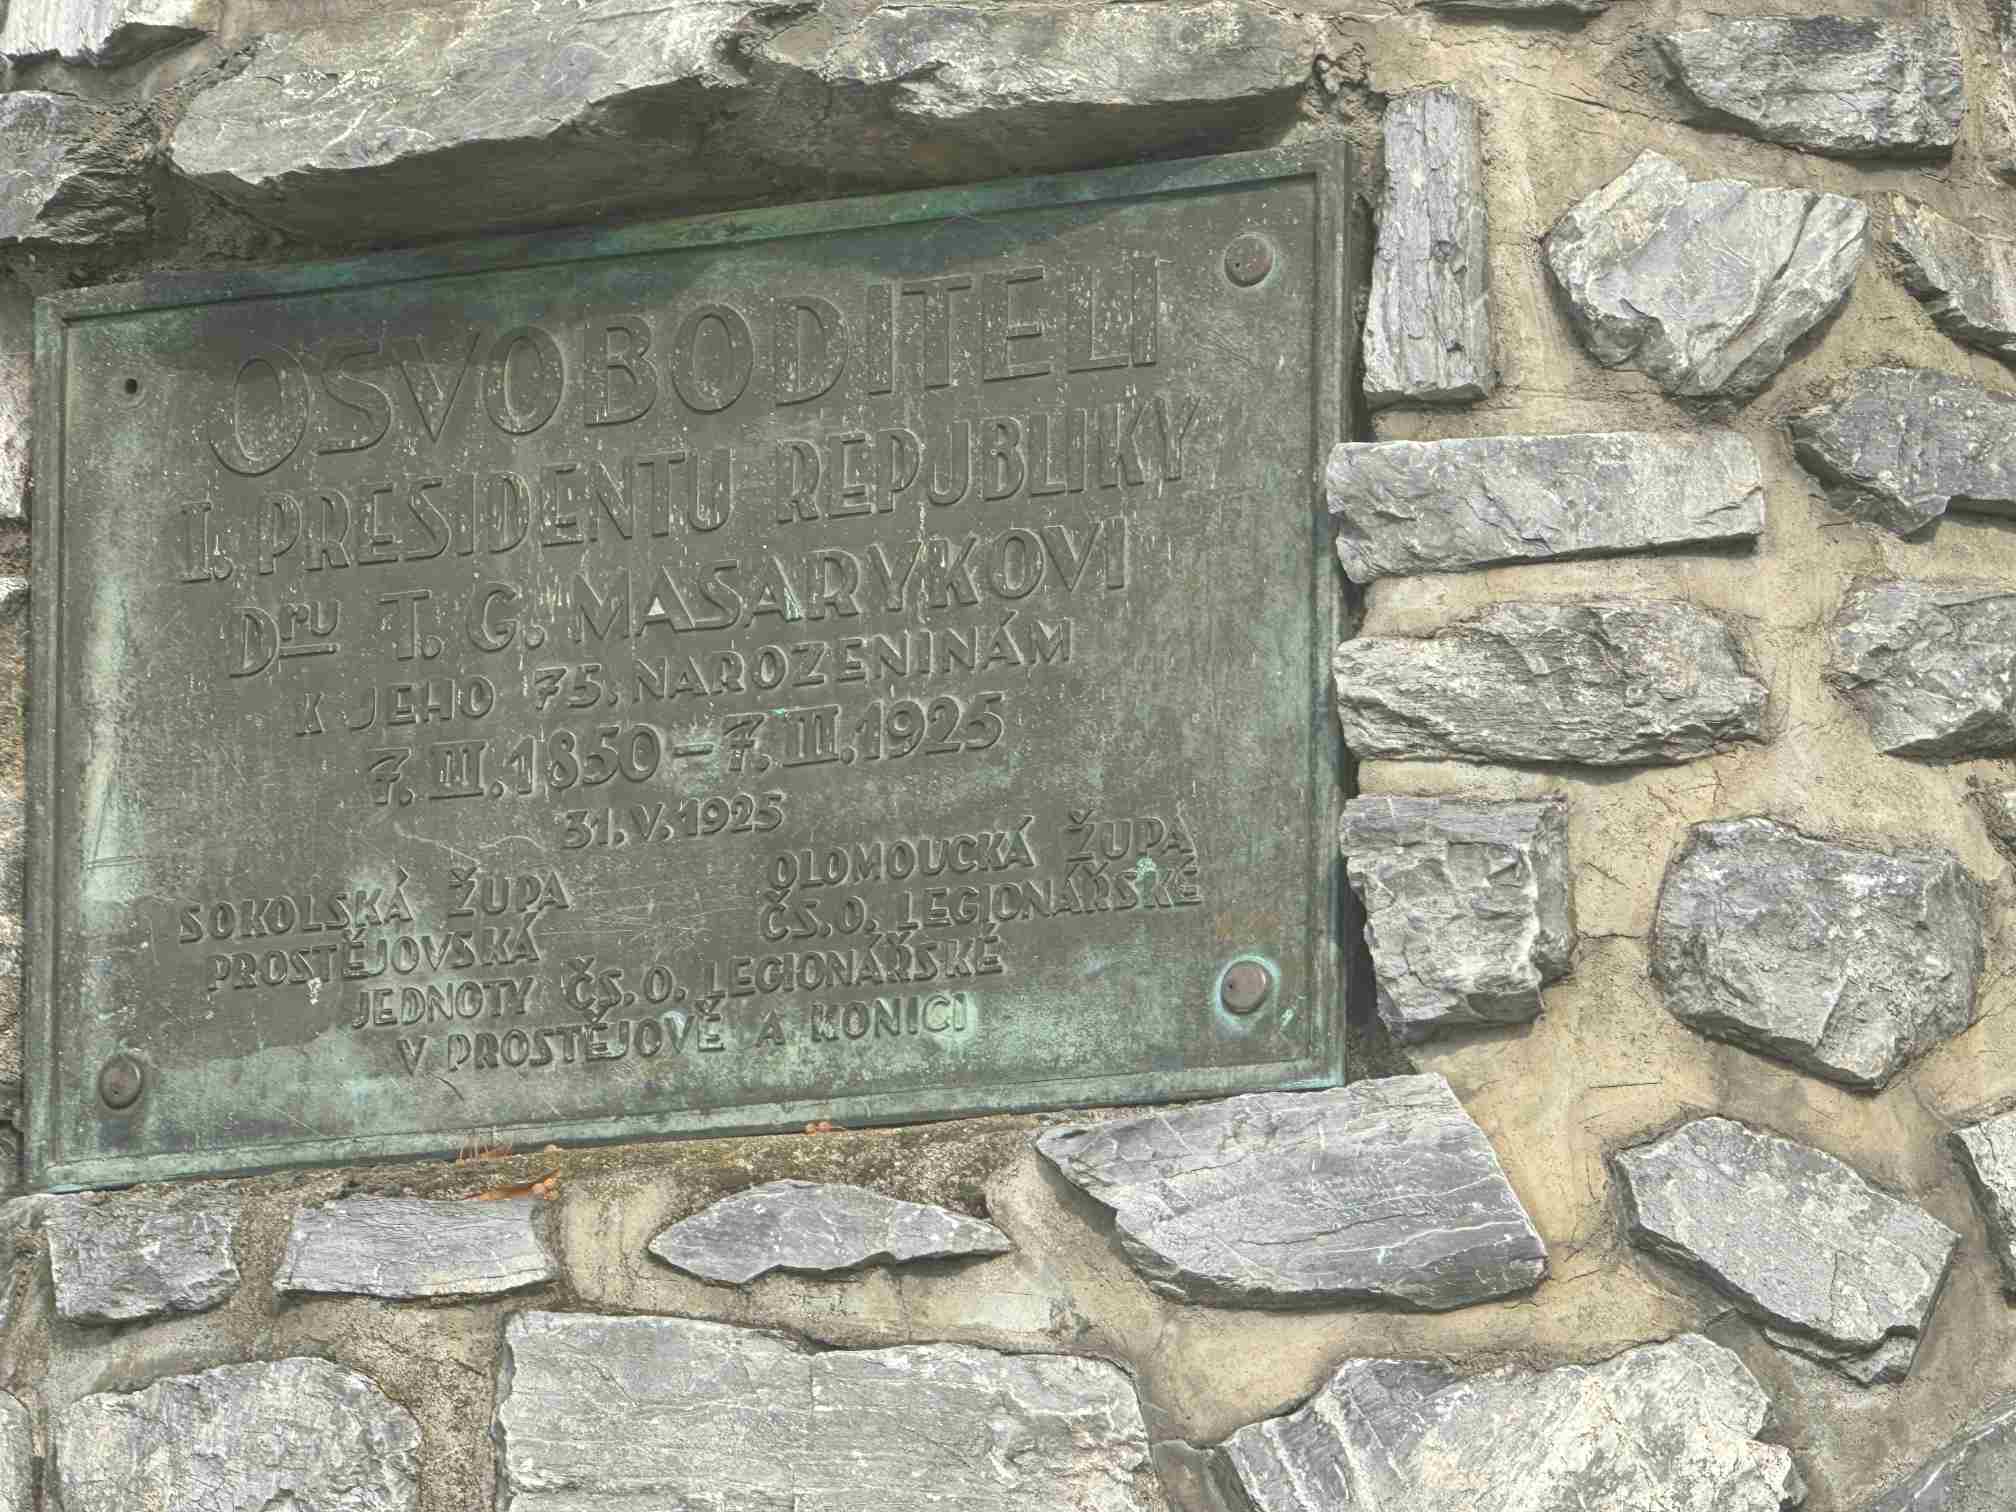 OSVOBODITELI
I. PRESIDENTU REPUBLIKY
Dru T. G. MASARYKOVI
K JEHO 75. NAROZENINÁM
7. III. 1850 – 7. III. 1925
31. V. 1925
SOKOLSKÁ ŽUPA
PROSTĚJOVSKÁ
OLOMOUCKÁ ŽUPA
ČS. O. LEGIONÁŘSKÉ
JEDNOTY ČS. O. LEGIONÁŘSKÉ
V PROSTĚJOVĚ A KONICI